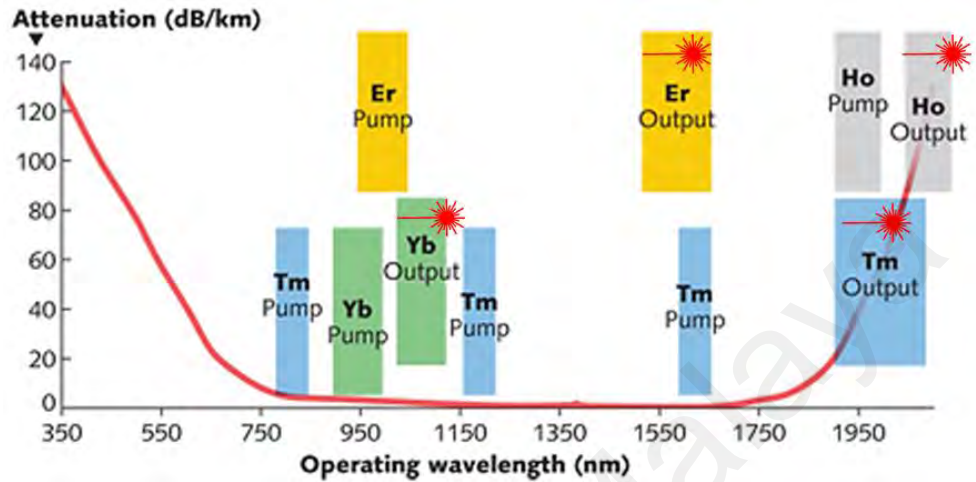 Attenuation (dB/km)
140
120
100
80
60
40
20
0
Er
Pump
Er
Output
Ho
Pump
Ho
Output
Tm
Pump
Yb
Pump
Yb
Output
Tm
Pump
Tm
Pump
Tm
Output
350 550 750 950 1150 1350 1550 1750 1950
Operating wavelength (nm)
Malaya